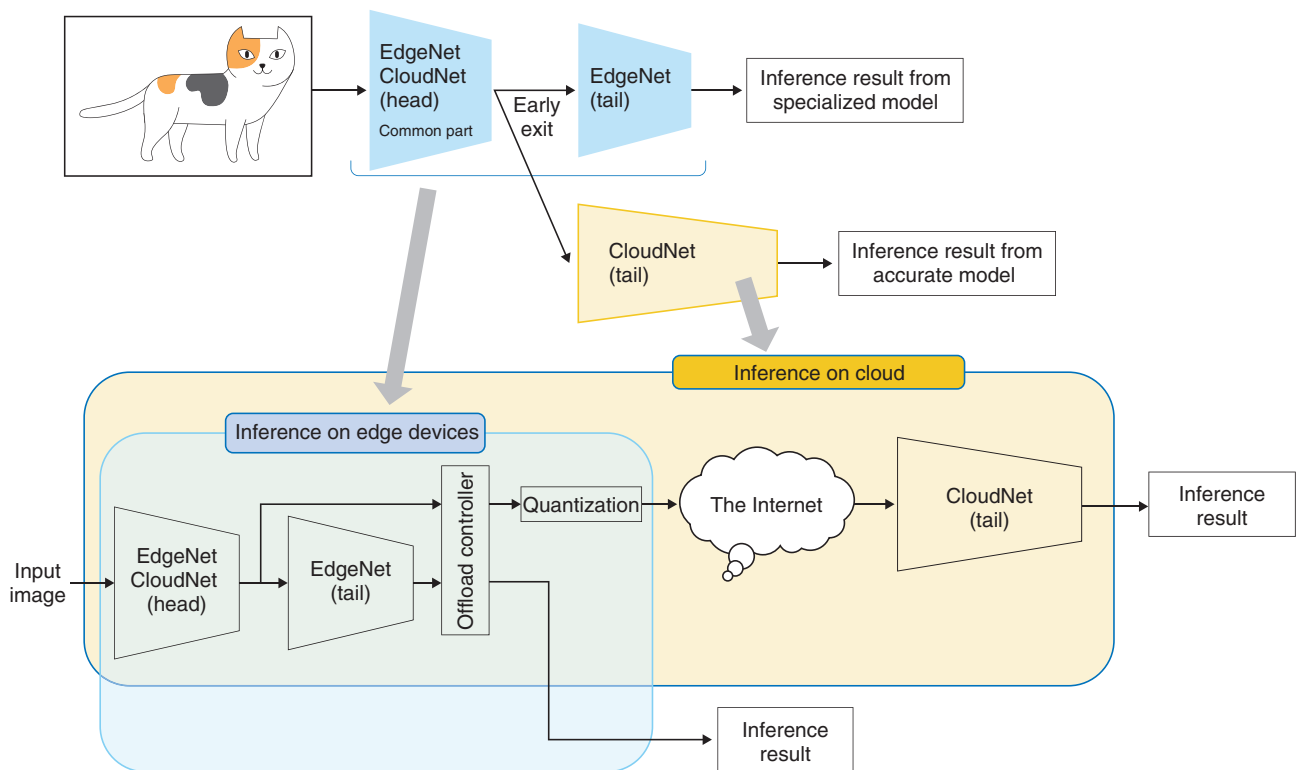 EdgeNet
CloudNet
(head)
Common part
Early
exit
EdgeNet
(tail)
Inference result from
specialized model
CloudNet
(tail)
Inference result from
accurate model
Inference on cloud
Inference on edge devices
Input
image
EdgeNet
CloudNet
(head)
EdgeNet
(tail)
Offload controller
Quantization
The Internet
CloudNet
(tail)
Inference
result
Inference
result